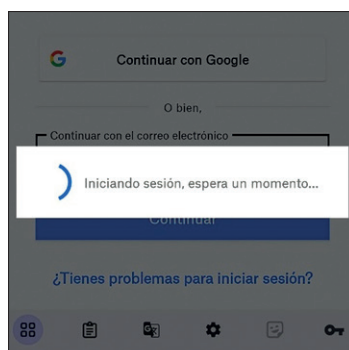 Continuar con Google
O bien,
Continuar con el correo electrónico
Iniciando sesión, espera un momento...
Continuar
¿Tienes problemas para iniciar sesión?